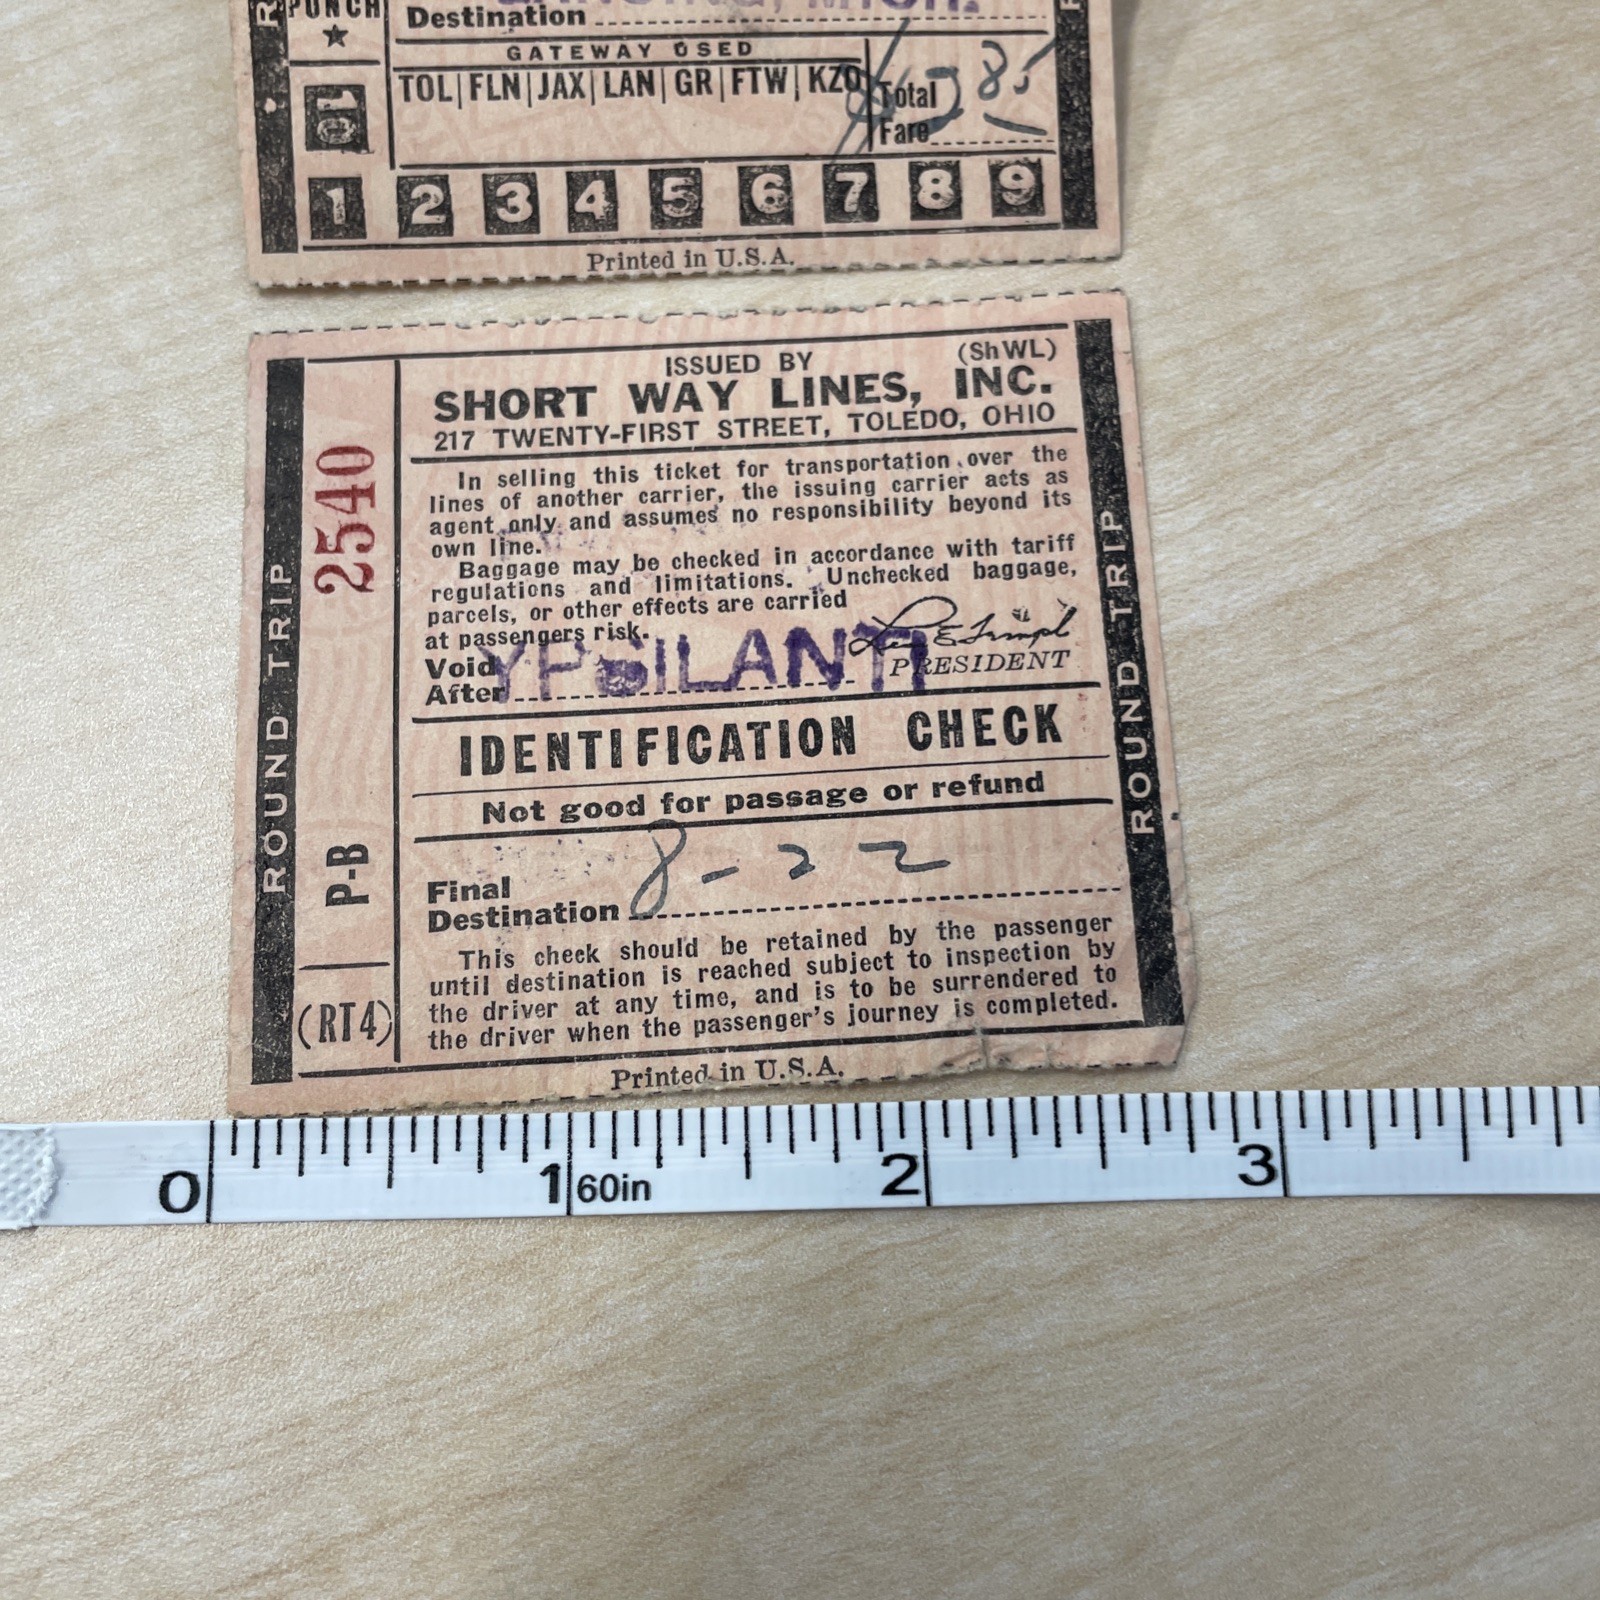 PUNCH
★
Destination
GATEWAY USED
TOL|FLN|JAX|LAN|GR|FTW|KZO
Total
Fare
85
10
1 2 3 4 5 6 7 8 9
Printed in U.S.A.
ISSUED BY (ShWL)
SHORT WAY LINES, INC.
217 TWENTY-FIRST STREET, TOLEDO, OHIO
In selling this ticket for transportation over the
lines of another carrier, the issuing carrier acts as
agent only and assumes no responsibility beyond its
own line.
Baggage may be checked in accordance with tariff
regulations and limitations. Unchecked baggage,
parcels, or other effects are carried
at passengers risk.
PRESIDENT
Void
After YPSILANTI
IDENTIFICATION CHECK
Not good for passage or refund
8-22
Final
Destination
This check should be retained by the passenger
until destination is reached subject to inspection by
the driver at any time, and is to be surrendered to
the driver when the passenger's journey is completed.
Printed in U.S.A.
ROUND TRIP
2540
P-B
(RT4)
ROUND TRIP
0 1 60in 2 3